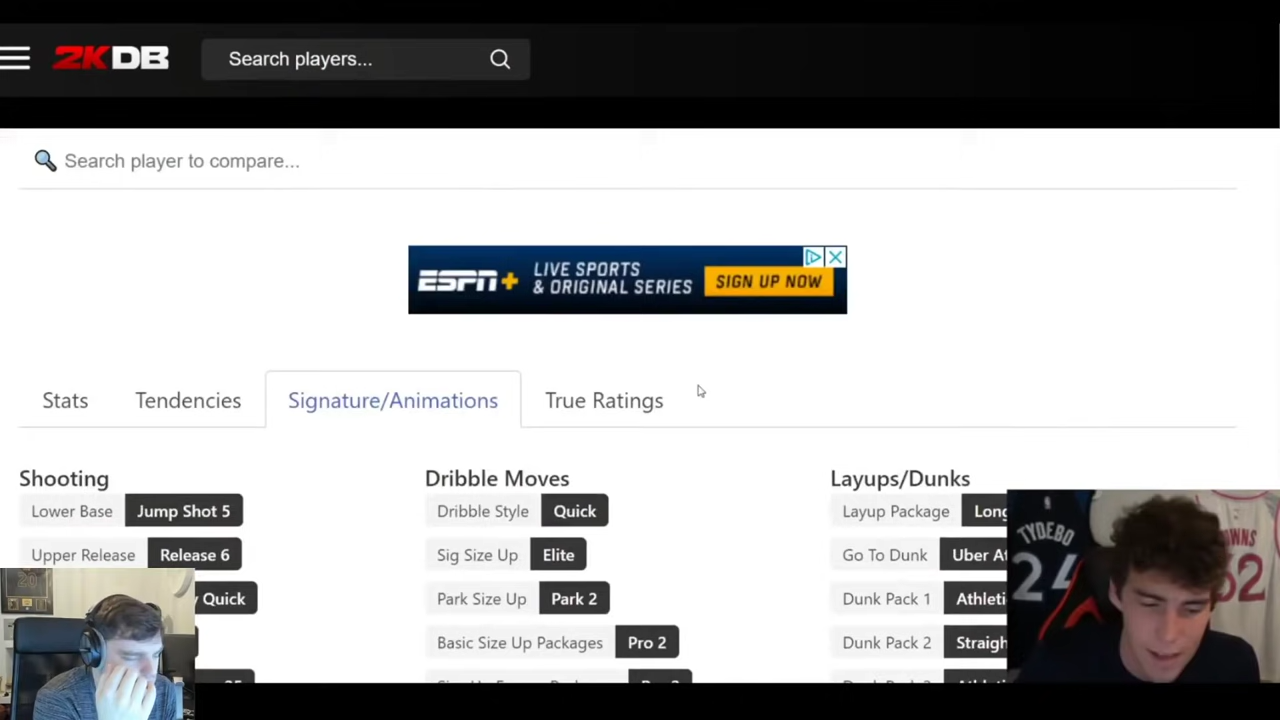 2KDB
Search players...
Search player to compare...
ESPN+ LIVE SPORTS & ORIGINAL SERIES SIGN UP NOW
Stats Tendencies Signature/Animations True Ratings
Shooting Dribble Moves Layups/Dunks
Lower Base Jump Shot 5 Dribble Style Quick Layup Package Long
Upper Release Release 6 Sig Size Up Elite Go To Dunk Uber
Quick Park Size Up Park 2 Dunk Pack 1
Basic Size Up Packages Pro 2 Dunk Pack 2
TYDEBO
24